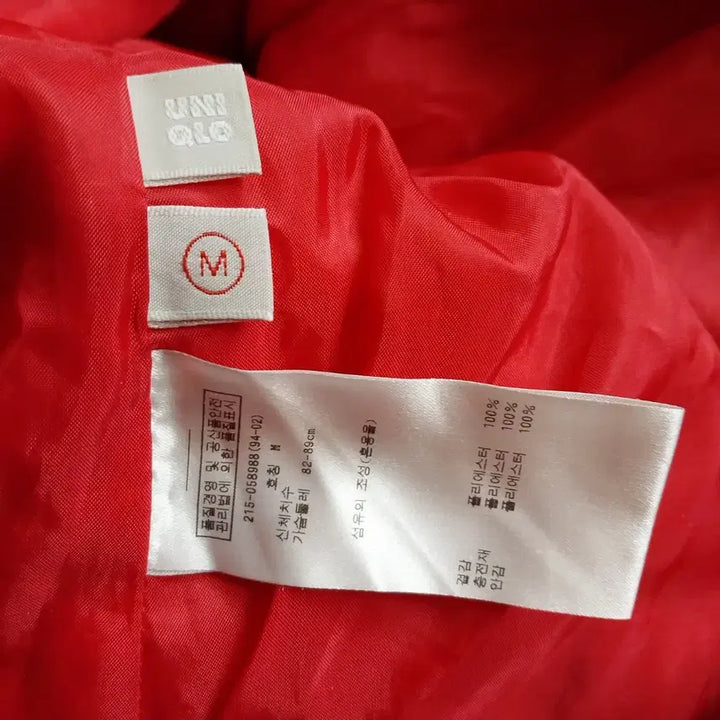 UNI
QLO
M
품질경영 및 공산품안전
관리법에 의한 품질표시
215-058988(94-02)
호칭 M
신체치수
가슴둘레 82-89cm
섬유의 조성(혼용율)
겉감 폴리에스터 100%
충전재 폴리에스터 100%
안감 폴리에스터 100%